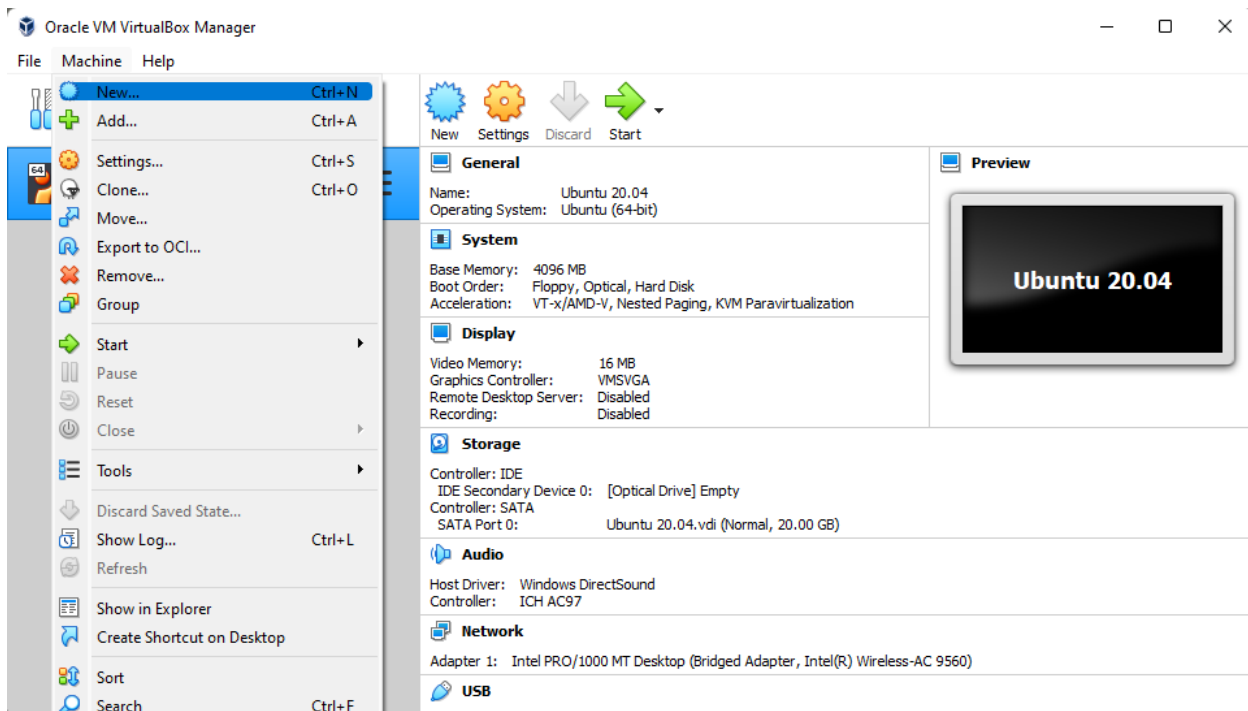 Oracle VM VirtualBox Manager
File Machine Help
New... Ctrl+N
Add... Ctrl+A
Settings... Ctrl+S
Clone... Ctrl+O
Move...
Export to OCI...
Remove...
Group
Start
Pause
Reset
Close
Tools
Discard Saved State...
Show Log... Ctrl+L
Refresh
Show in Explorer
Create Shortcut on Desktop
Sort
Search Ctrl+F
64
New Settings Discard Start
General
Name: Ubuntu 20.04
Operating System: Ubuntu (64-bit)
System
Base Memory: 4096 MB
Boot Order: Floppy, Optical, Hard Disk
Acceleration: VT-x/AMD-V, Nested Paging, KVM Paravirtualization
Display
Video Memory: 16 MB
Graphics Controller: VMSVGA
Remote Desktop Server: Disabled
Recording: Disabled
Storage
Controller: IDE
IDE Secondary Device 0: [Optical Drive] Empty
Controller: SATA
SATA Port 0: Ubuntu 20.04.vdi (Normal, 20.00 GB)
Audio
Host Driver: Windows DirectSound
Controller: ICH AC97
Network
Adapter 1: Intel PRO/1000 MT Desktop (Bridged Adapter, Intel(R) Wireless-AC 9560)
USB
Preview
Ubuntu 20.04